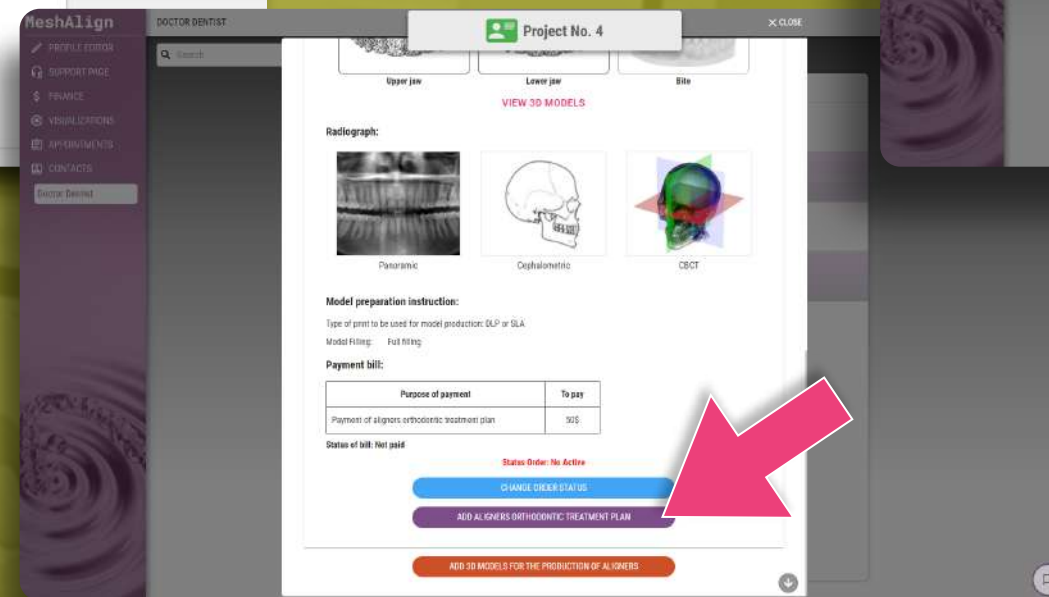 MeshAlign
DOCTOR DENTIST
Project No. 4
× CLOSE
PROFILE EDITOR
Search
SUPPORT PAGE
FINANCE
VISUALIZATIONS
APPOINTMENTS
CONTACTS
Doctor Dentist
Upper jaw
Lower jaw
Bite
VIEW 3D MODELS
Radiograph:
Panoramic
Cephalometric
CBCT
Model preparation instruction:
Type of print to be used for model production: DLP or SLA
Model Filling: Full filling
Payment bill:
Purpose of payment
To pay
Payment of aligners orthodontic treatment plan
50$
Status of bill: Not paid
Status Order: No Active
CHANGE ORDER STATUS
ADD ALIGNERS ORTHODONTIC TREATMENT PLAN
ADD 3D MODELS FOR THE PRODUCTION OF ALIGNERS